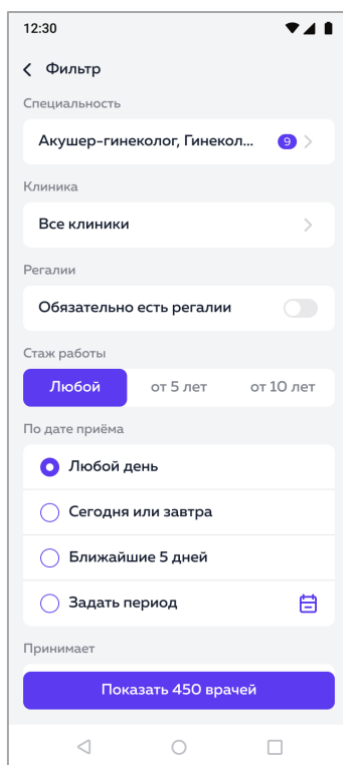 12:30
Фильтр
Специальность
Акушер-гинеколог, Гинекол...
9
Клиника
Все клиники
Регалии
Обязательно есть регалии
Стаж работы
Любой
от 5 лет
от 10 лет
По дате приёма
Любой день
Сегодня или завтра
Ближайшие 5 дней
Задать период
Принимает
Показать 450 врачей